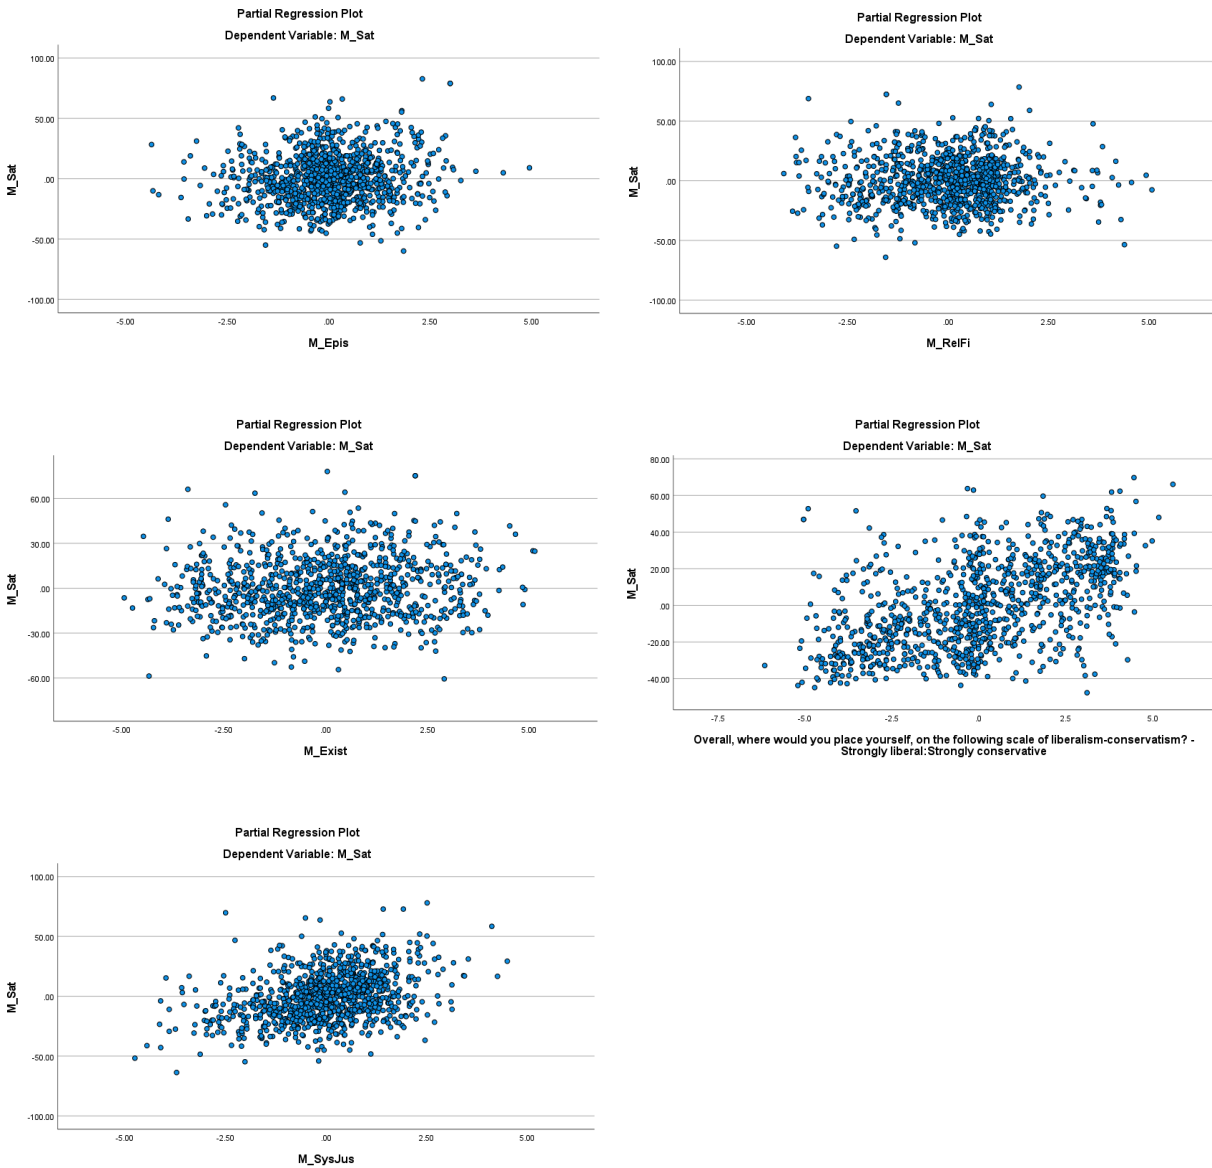 Partial Regression Plot
Dependent Variable: M_Sat
100.00
50.00
.00
-50.00
-100.00
M_Sat
-5.00 -2.50 .00 2.50 5.00
M_Epis
Partial Regression Plot
Dependent Variable: M_Sat
100.00
50.00
.00
-50.00
-100.00
M_Sat
-5.00 -2.50 .00 2.50 5.00
M_RelFi
Partial Regression Plot
Dependent Variable: M_Sat
60.00
30.00
.00
-30.00
-60.00
M_Sat
-5.00 -2.50 .00 2.50 5.00
M_Exist
Partial Regression Plot
Dependent Variable: M_Sat
80.00
60.00
40.00
20.00
.00
-20.00
-40.00
M_Sat
-7.5 -5.0 -2.5 .0 2.5 5.0
Overall, where would you place yourself, on the following scale of liberalism-conservatism? -
Strongly liberal:Strongly conservative
Partial Regression Plot
Dependent Variable: M_Sat
100.00
50.00
.00
-50.00
-100.00
M_Sat
-5.00 -2.50 .00 2.50 5.00
M_SysJus